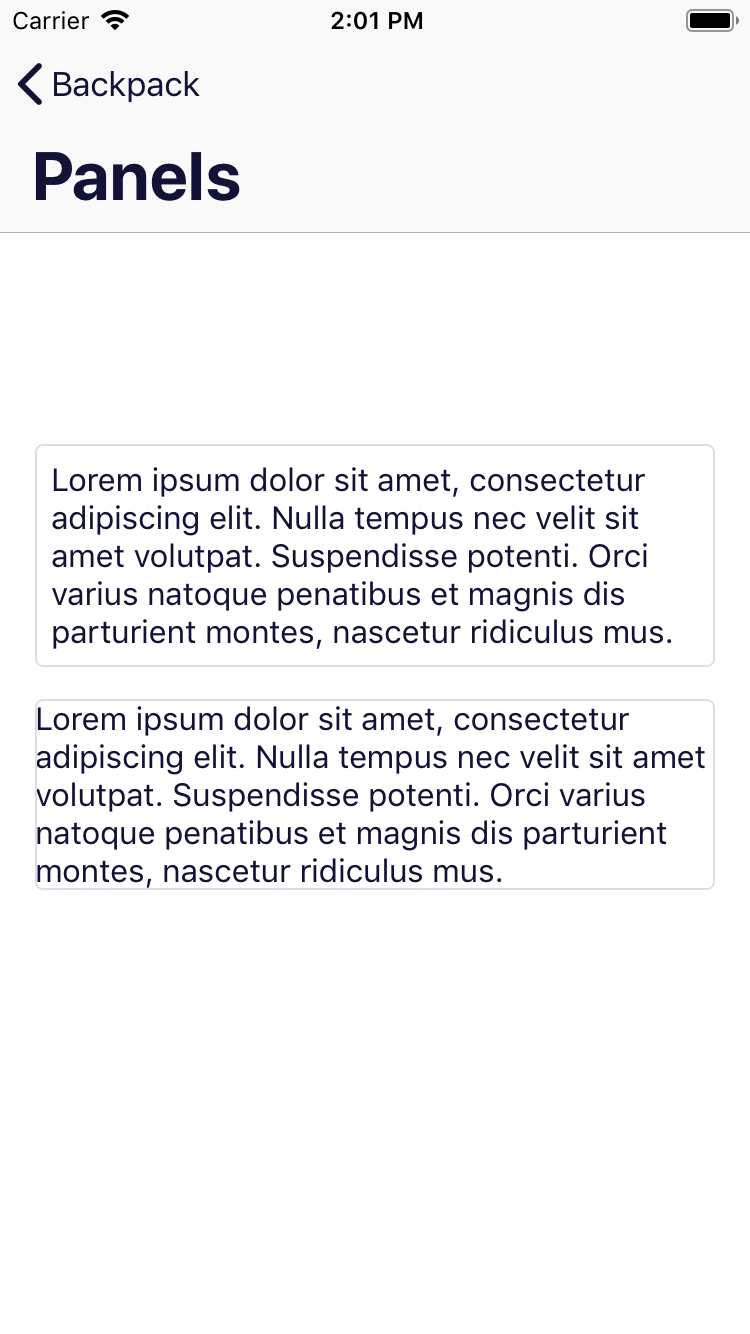 Carrier 2:01 PM
Backpack
Panels
Lorem ipsum dolor sit amet, consectetur
adipiscing elit. Nulla tempus nec velit sit
amet volutpat. Suspendisse potenti. Orci
varius natoque penatibus et magnis dis
parturient montes, nascetur ridiculus mus.
Lorem ipsum dolor sit amet, consectetur
adipiscing elit. Nulla tempus nec velit sit amet
volutpat. Suspendisse potenti. Orci varius
natoque penatibus et magnis dis parturient
montes, nascetur ridiculus mus.